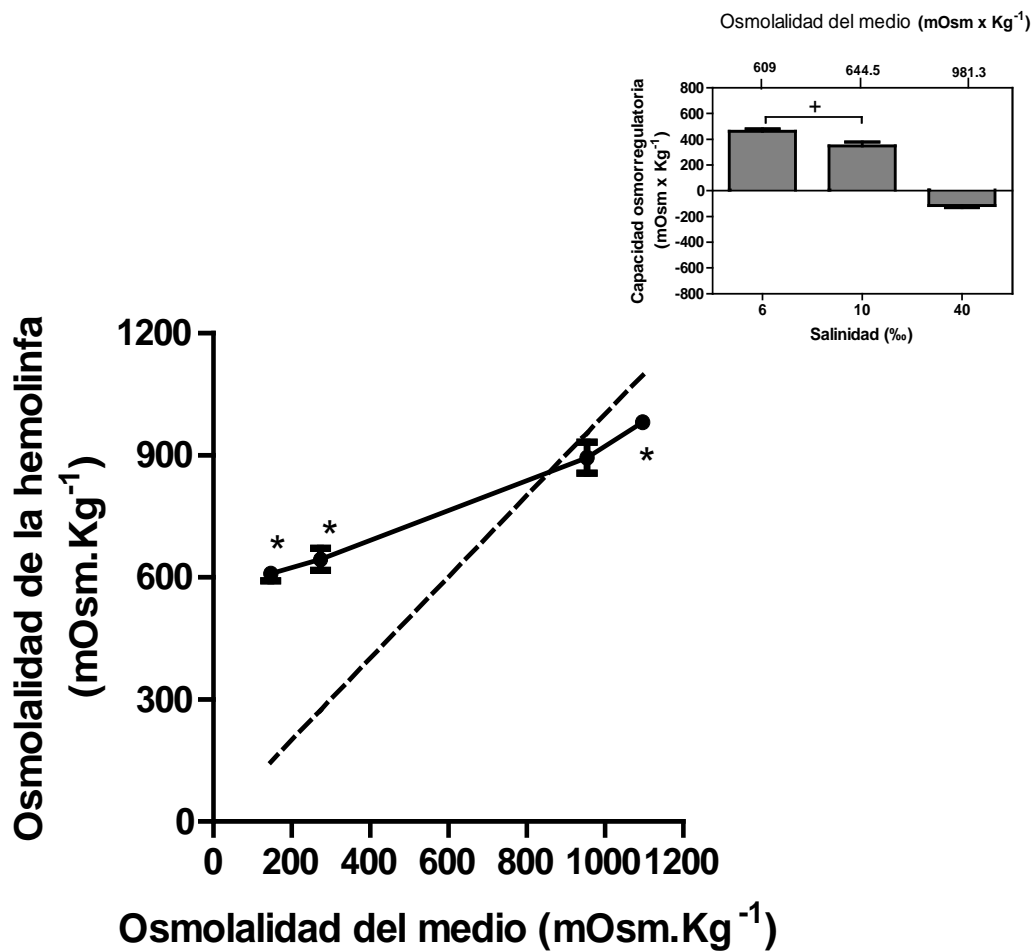 Osmolalidad del medio (mOsm x Kg⁻¹)
609 644.5 981.3
Capacidad osmorregulatoria
(mOsm x Kg⁻¹)
800
600
400
200
0
-200
-400
-600
-800
+
6 10 40
Salinidad (‰)
Osmolalidad de la hemolinfa
(mOsm.Kg⁻¹)
1200
900
600
300
0
* * *
0 200 400 600 800 1000 1200
Osmolalidad del medio (mOsm.Kg⁻¹)